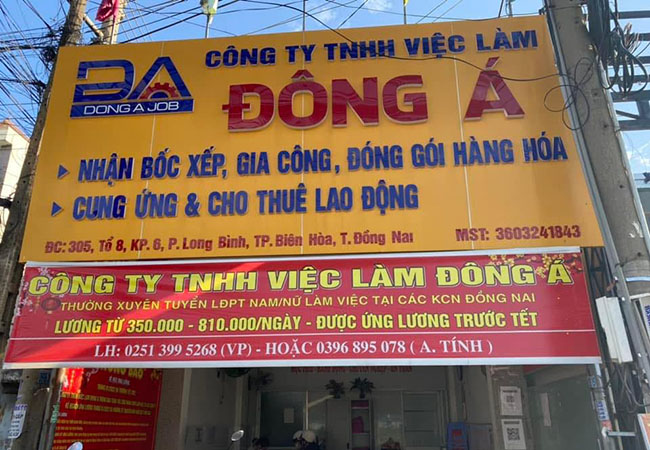 CÔNG TY TNHH VIỆC LÀM
ĐA
DONG A JOB
ĐÔNG Á
NHẬN BỐC XẾP, GIA CÔNG, ĐÓNG GÓI HÀNG HÓA
CUNG ỨNG & CHO THUÊ LAO ĐỘNG
ĐC: 305, Tổ 8, KP. 6, P. Long Bình, TP. Biên Hòa, T. Đồng Nai
MST: 3603241843
CÔNG TY TNHH VIỆC LÀM ĐÔNG Á
THƯỜNG XUYÊN TUYỂN LĐPT NAM/NỮ LÀM VIỆC TẠI CÁC KCN ĐỒNG NAI
LƯƠNG TỪ 350.000 - 810.000/NGÀY - ĐƯỢC ỨNG LƯƠNG TRƯỚC TẾT
LH: 0251 399 5268 (VP) - HOẶC 0396 895 078 ( A. TÍNH )